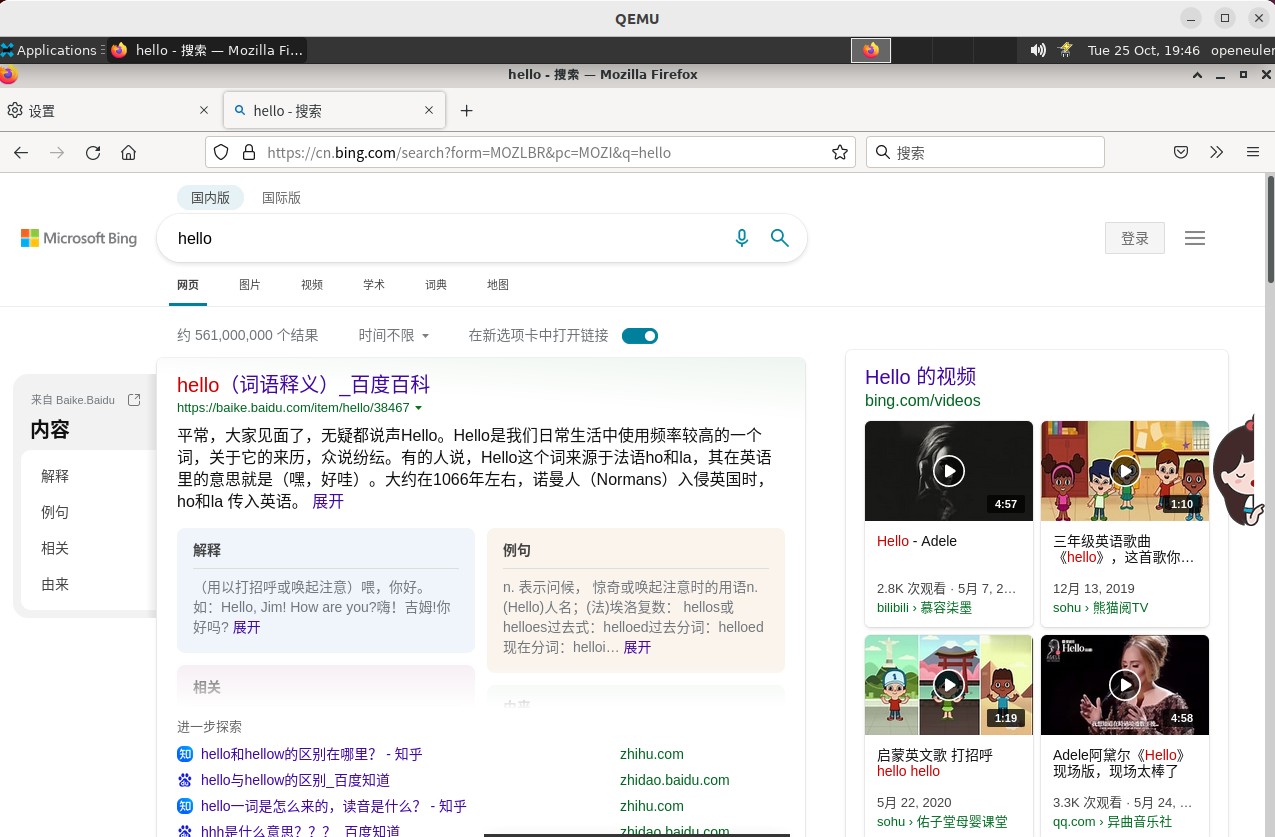 QEMU
Applications
hello - 搜索 — Mozilla Fi…
Tue 25 Oct, 19:46
openeuler
hello - 搜索 — Mozilla Firefox
设置
hello - 搜索
https://cn.bing.com/search?form=MOZLBR&pc=MOZI&q=hello
搜索
国内版
国际版
Microsoft Bing
hello
登录
网页
图片
视频
学术
词典
地图
约 561,000,000 个结果
时间不限
在新选项卡中打开链接
来自 Baike.Baidu
内容
解释
例句
相关
由来
hello（词语释义）_百度百科
https://baike.baidu.com/item/hello/38467
平常，大家见面了，无疑都说声Hello。Hello是我们日常生活中使用频率较高的一个
词，关于它的来历，众说纷纭。有的人说，Hello这个词来源于法语ho和la，其在英语
里的意思就是（嘿，好哇）。大约在1066年左右，诺曼人（Normans）入侵英国时，
ho和la 传入英语。 展开
解释
（用以打招呼或唤起注意）喂，你好。
如：Hello, Jim! How are you?嗨！吉姆!你
好吗? 展开
例句
n. 表示问候， 惊奇或唤起注意时的用语n.
(Hello)人名；(法)埃洛复数： hellos或
helloes过去式：helloed过去分词：helloed
现在分词：helloi… 展开
相关
由来
进一步探索
知 hello和hellow的区别在哪里？ - 知乎
zhihu.com
hello与hellow的区别_百度知道
zhidao.baidu.com
知 hello一词是怎么来的，读音是什么？ - 知乎
zhihu.com
hhh是什么意思？？？_百度知道
zhidao.baidu.com
Hello 的视频
bing.com/videos
4:57
1:10
Hello - Adele
2.8K 次观看 · 5月 7, 2…
bilibili › 慕容柒墨
三年级英语歌曲
《hello》，这首歌你…
12月 13, 2019
sohu › 熊猫阅TV
1:19
Hello
4:58
启蒙英文歌 打招呼
hello hello
5月 22, 2020
sohu › 佑子堂母婴课堂
Adele阿黛尔《Hello》
现场版，现场太棒了
3.3K 次观看 · 5月 24, …
qq.com › 异曲音乐社